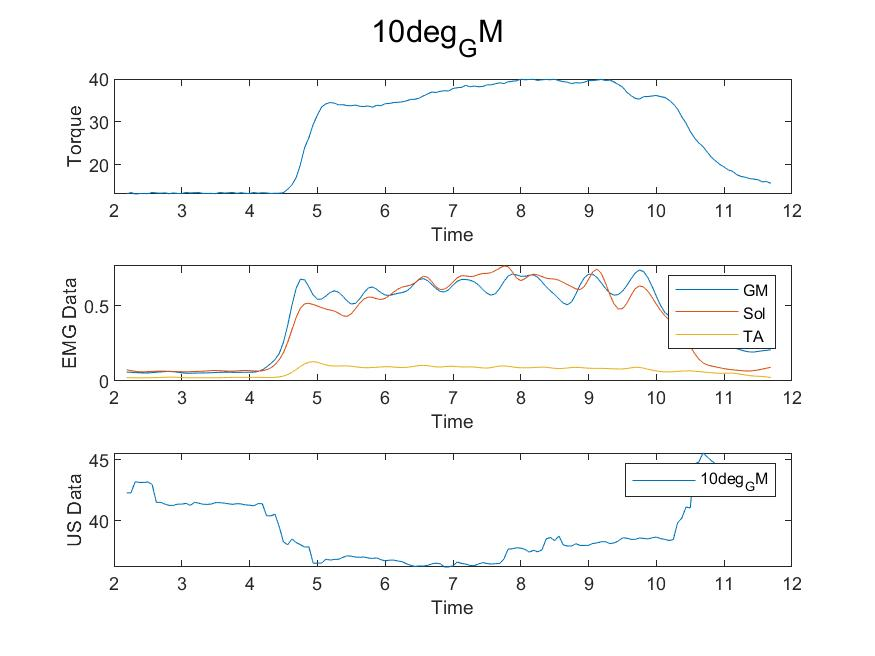 10deg_GM
40
30
20
Torque
2 3 4 5 6 7 8 9 10 11 12
Time
0.5
0
EMG Data
GM
Sol
TA
2 3 4 5 6 7 8 9 10 11 12
Time
45
40
US Data
10deg_GM
2 3 4 5 6 7 8 9 10 11 12
Time